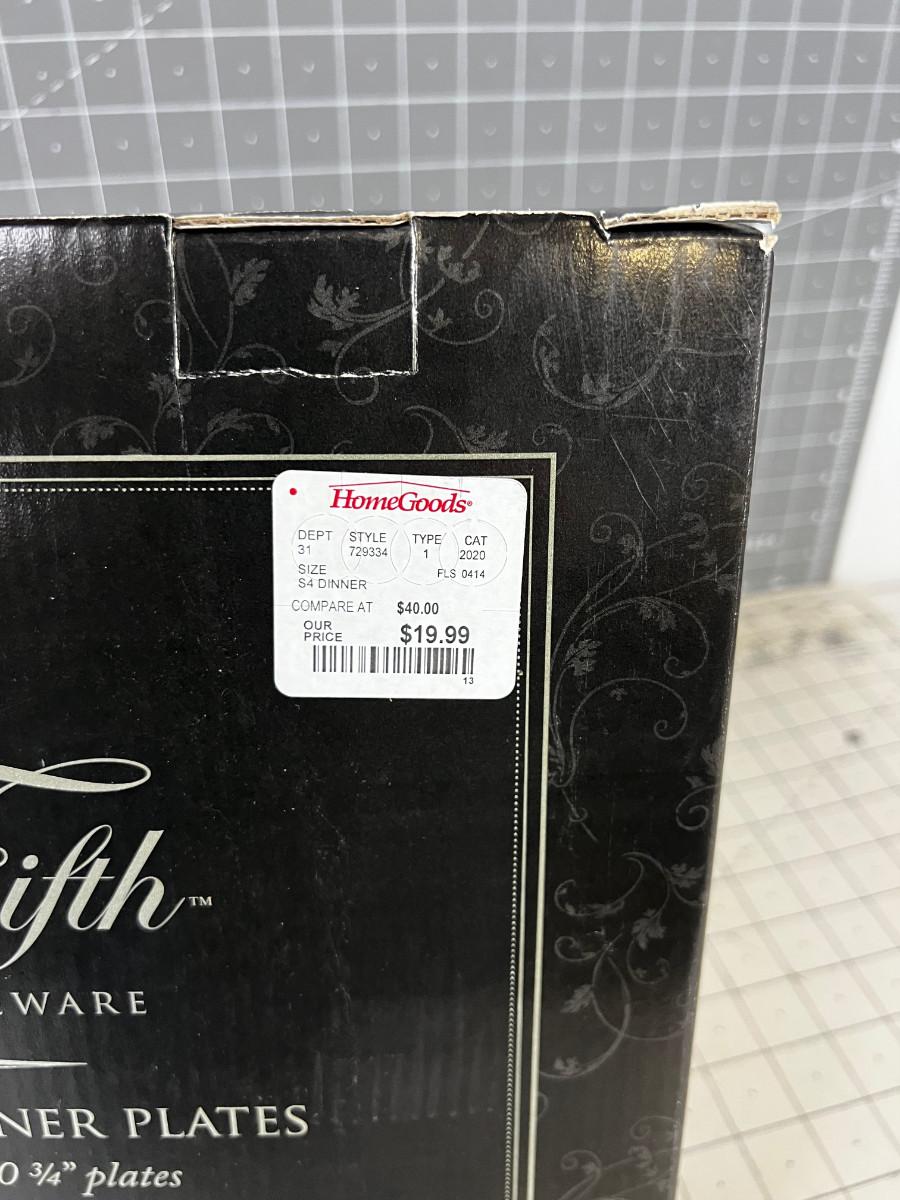 HomeGoods®
DEPT STYLE TYPE CAT
31 729334 1 2020
SIZE FLS 0414
S4 DINNER
COMPARE AT $40.00
OUR PRICE $19.99
13
ifth™
WARE
NER PLATES
0 ¾” plates